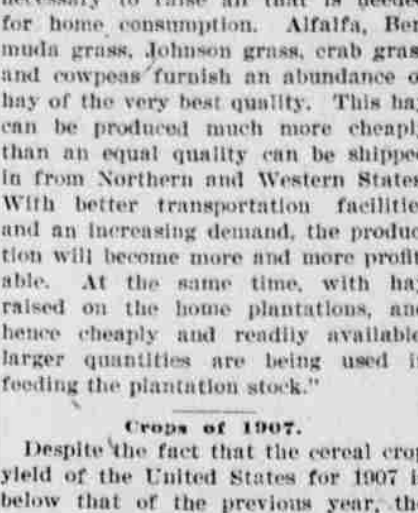 necessary to raise all that is neede
for home consumption. Alfalfa, Ber
muda grass, Johnson grass, crab gras
and cowpeas furnish an abundance o
hay of the very best quality. This ha
can be produced much more cheapl
than an equal quality can be shippe
in from Northern and Western States
With better transportation facilitie
and an increasing demand, the produc
tion will become more and more profit
able. At the same time, with ha
raised on the home plantations, an
hence cheaply and readily available
larger quantities are being used i
feeding the plantation stock."
Crops of 1907.
Despite the fact that the cereal crop
yield of the United States for 1907 i
below that of the previous year, th